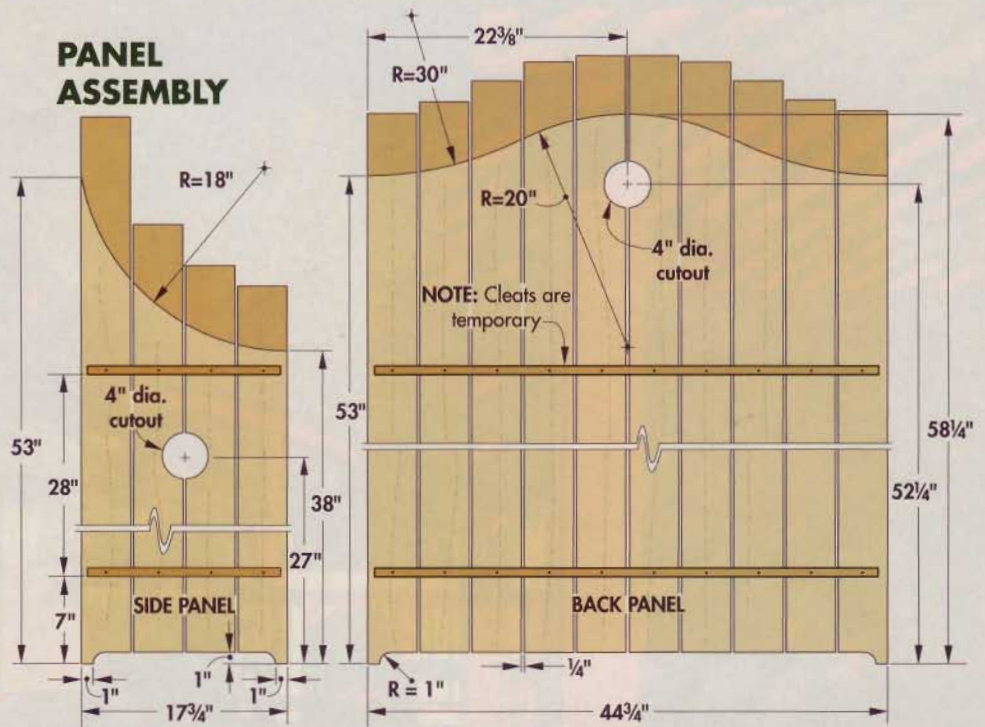 PANEL
ASSEMBLY
22⅜"
R=30"
R=18"
R=20"
4" dia.
cutout
NOTE: Cleats are
temporary
4" dia.
cutout
53"
28"
7"
38"
27"
53"
58¼"
52¼"
SIDE PANEL
BACK PANEL
1"
1"
1"
17¾"
R = 1"
¼"
44¾"